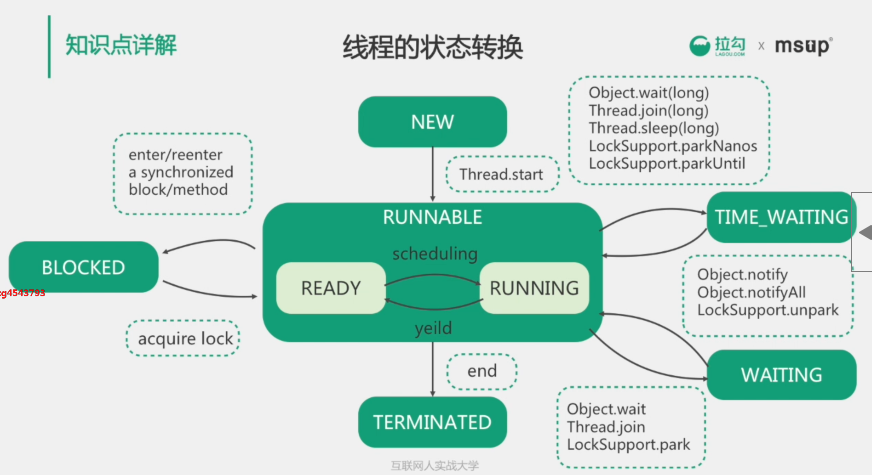 知识点详解
线程的状态转换
拉勾
LAGOU.COM
x
msup®
NEW
Thread.start
Object.wait(long)
Thread.join(long)
Thread.sleep(long)
LockSupport.parkNanos
LockSupport.parkUntil
enter/reenter
a synchronized
block/method
RUNNABLE
TIME_WAITING
scheduling
BLOCKED
READY
RUNNING
Object.notify
Object.notifyAll
LockSupport.unpark
g4543793
acquire lock
yeild
end
WAITING
TERMINATED
Object.wait
Thread.join
LockSupport.park
互联网人实战大学